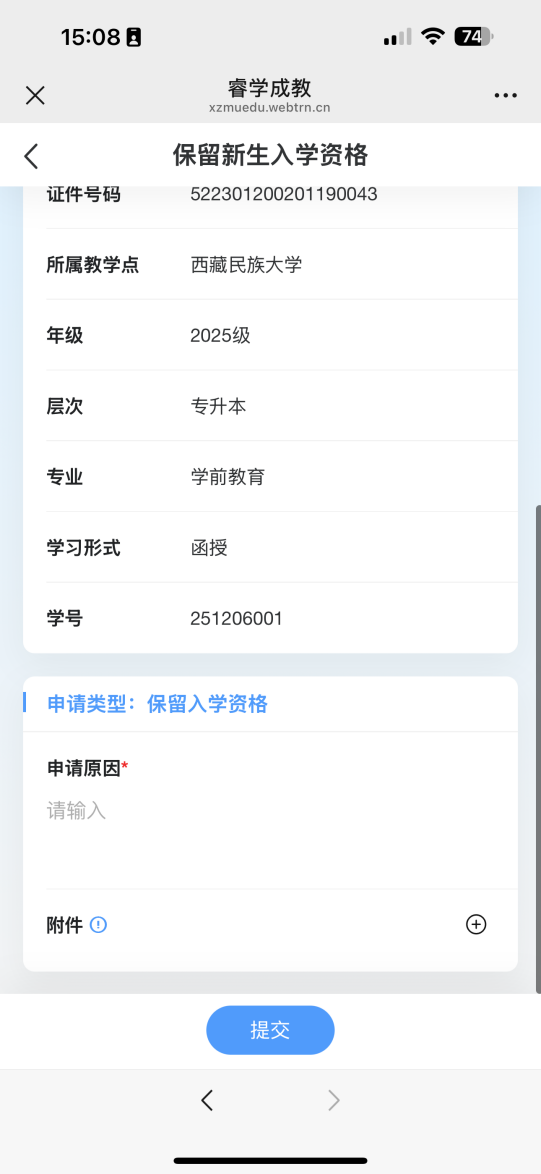 15:08
74
睿学成教
xzmuedu.webtrn.cn
保留新生入学资格
证件号码 522301200201190043
所属教学点 西藏民族大学
年级 2025级
层次 专升本
专业 学前教育
学习形式 函授
学号 251206001
申请类型：保留入学资格
申请原因*
请输入
附件
提交